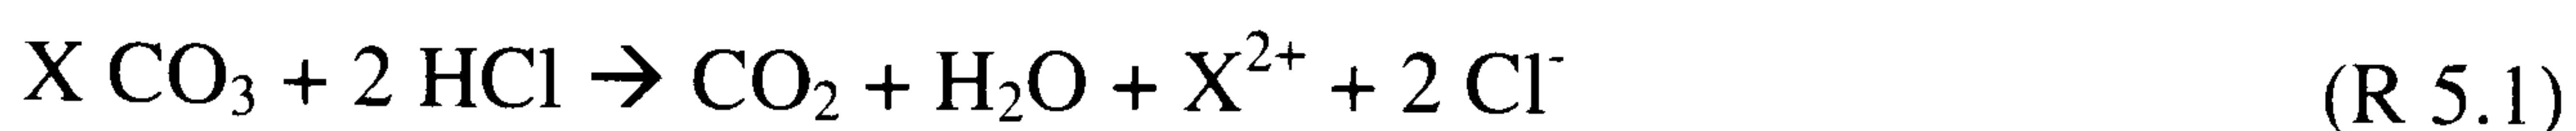 X CO₃ + 2 HCl → CO₂ + H₂O + X²⁺ + 2 Cl⁻ (R 5.1)